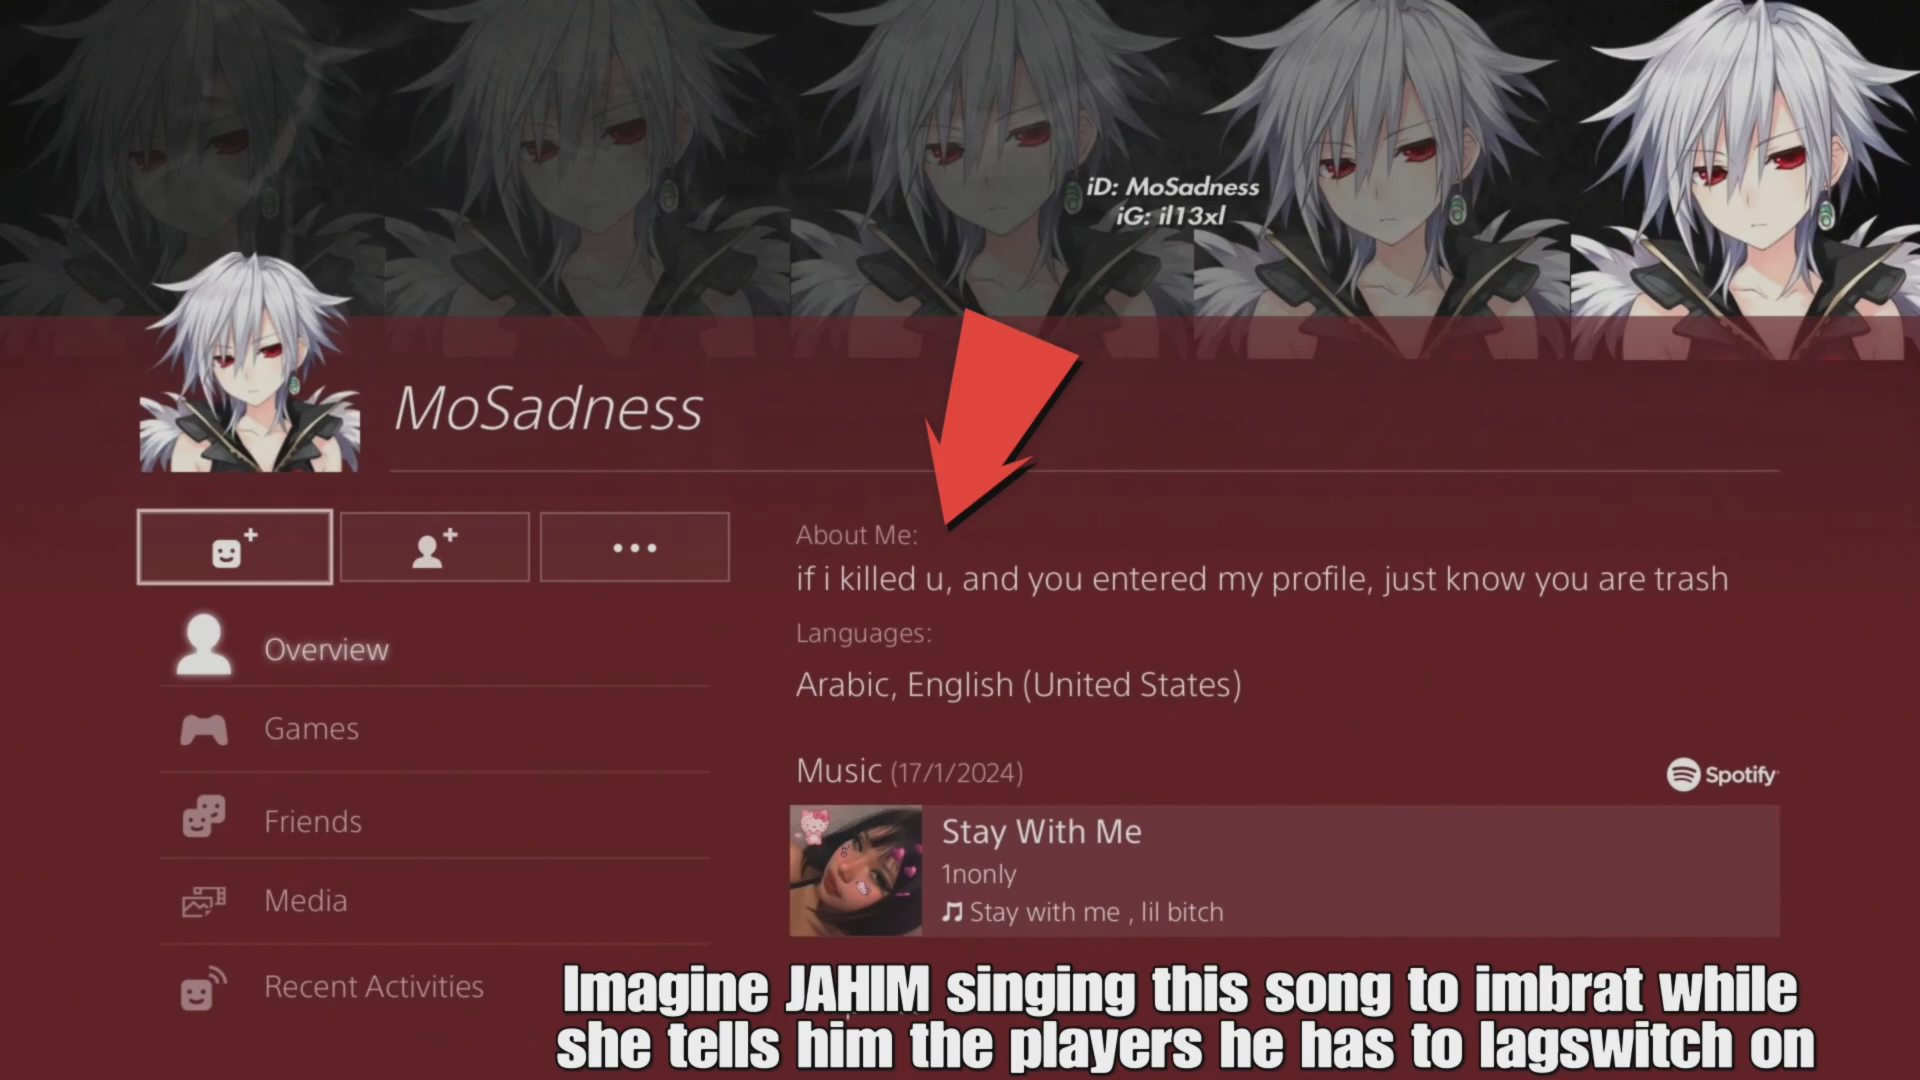 iD: MoSadness
iG: il13xl
MoSadness
About Me:
if i killed u, and you entered my profile, just know you are trash
Languages:
Arabic, English (United States)
Overview
Games
Friends
Media
Recent Activities
Music (17/1/2024)
Spotify
Stay With Me
1nonly
Stay with me , lil bitch
Imagine JAHIM singing this song to imbrat while
she tells him the players he has to lagswitch on